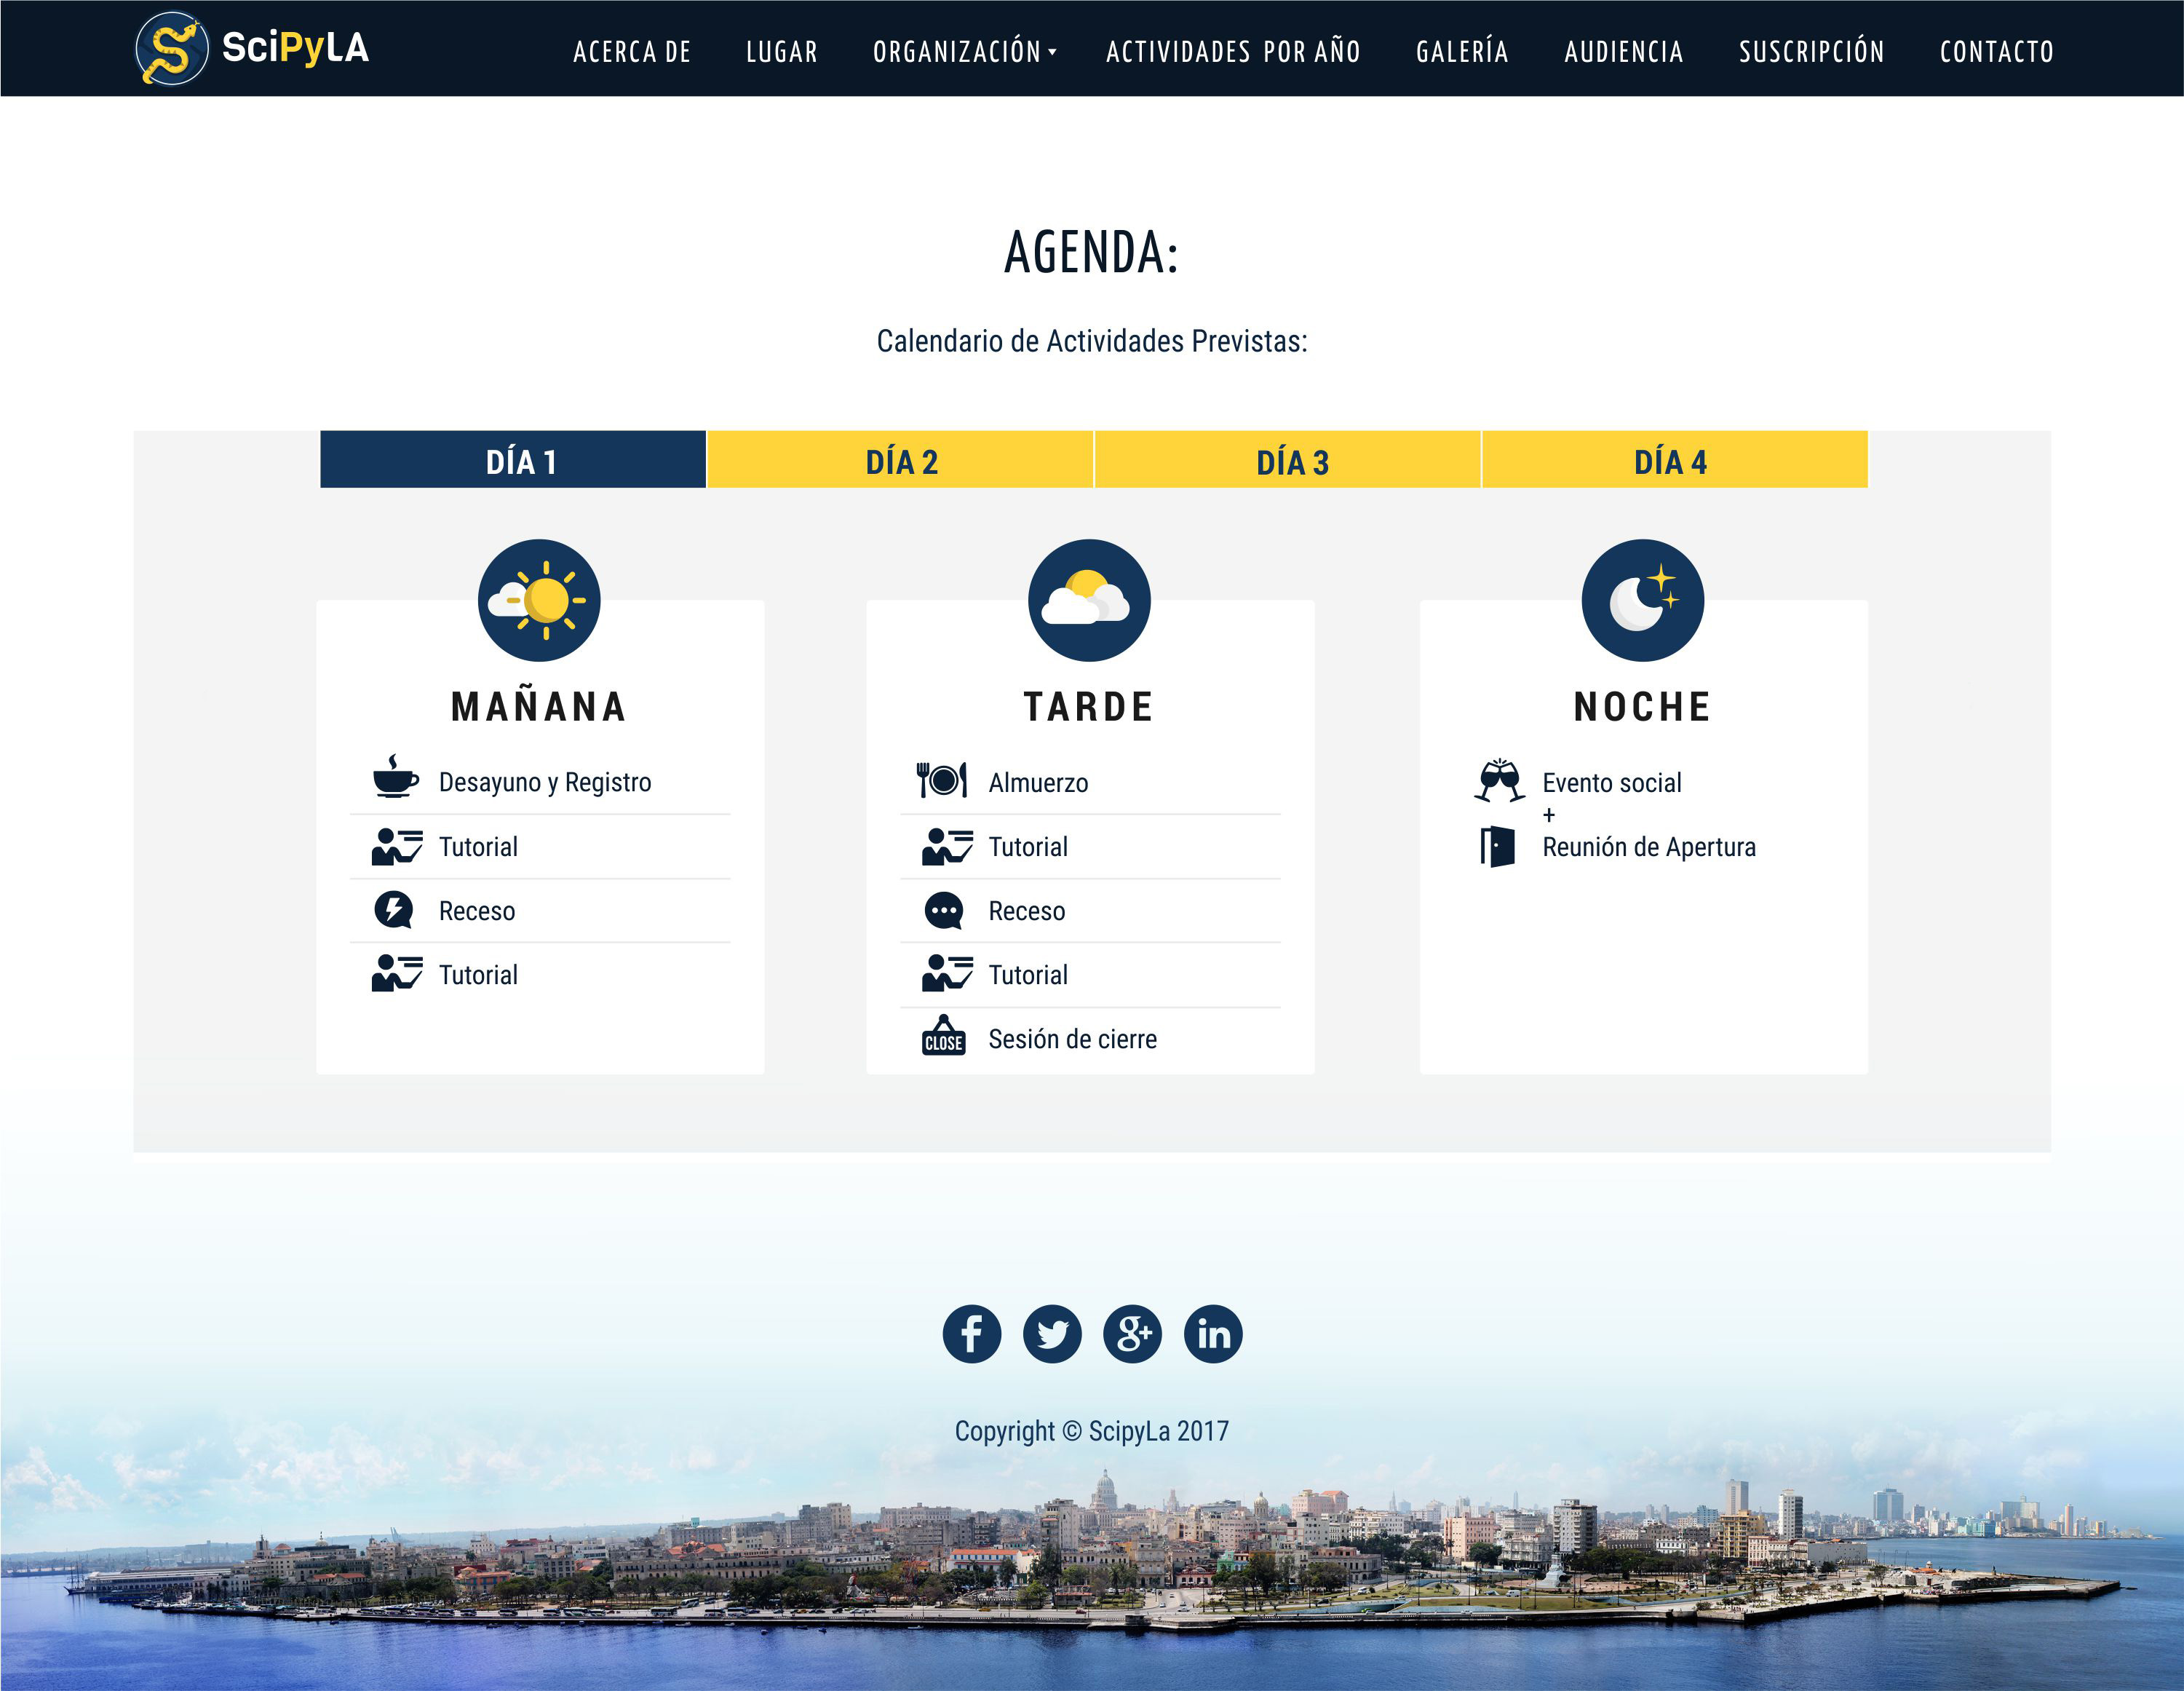 SciPyLA
ACERCA DE LUGAR ORGANIZACIÓN ACTIVIDADES POR AÑO GALERÍA AUDIENCIA SUSCRIPCIÓN CONTACTO
AGENDA:
Calendario de Actividades Previstas:
DÍA 1 DÍA 2 DÍA 3 DÍA 4
MAÑANA
Desayuno y Registro
Tutorial
Receso
Tutorial
TARDE
Almuerzo
Tutorial
Receso
Tutorial
CLOSE Sesión de cierre
NOCHE
Evento social
+
Reunión de Apertura
f g+ in
Copyright © ScipyLa 2017